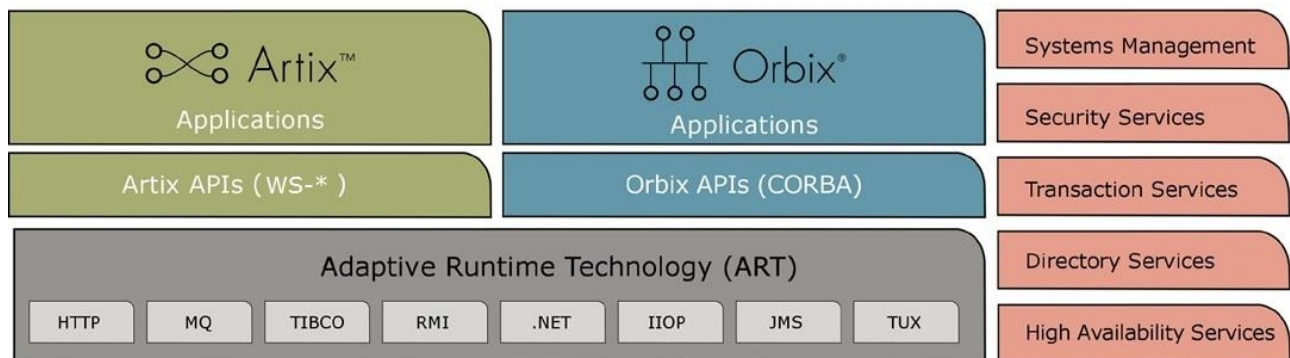 Artix™
Applications
Orbix®
Applications
Artix APIs (WS-* )
Orbix APIs (CORBA)
Adaptive Runtime Technology (ART)
HTTP
MQ
TIBCO
RMI
.NET
IIOP
JMS
TUX
Systems Management
Security Services
Transaction Services
Directory Services
High Availability Services